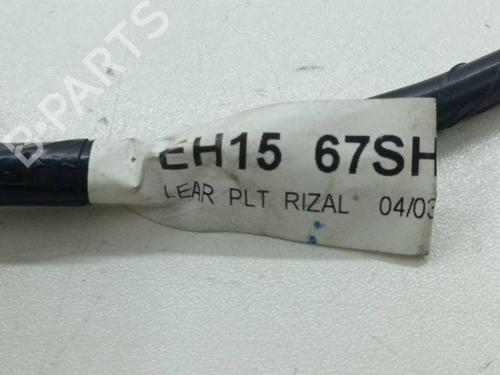 B-PARTS
EH15 67SH
LEAR PLT RIZAL 04/03